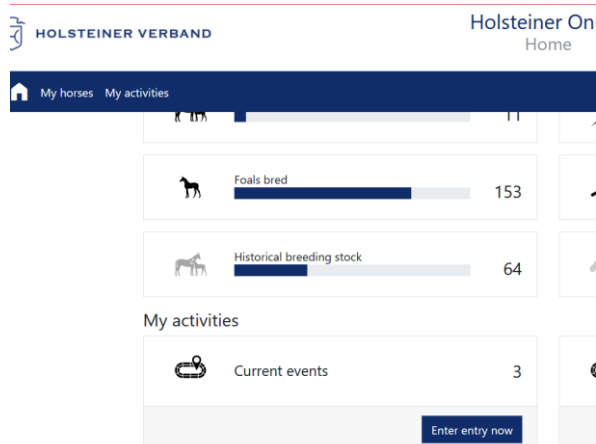 HOLSTEINER VERBAND
Holsteiner On
Home
My horses My activities
11
Foals bred
153
Historical breeding stock
64
My activities
Current events
3
Enter entry now